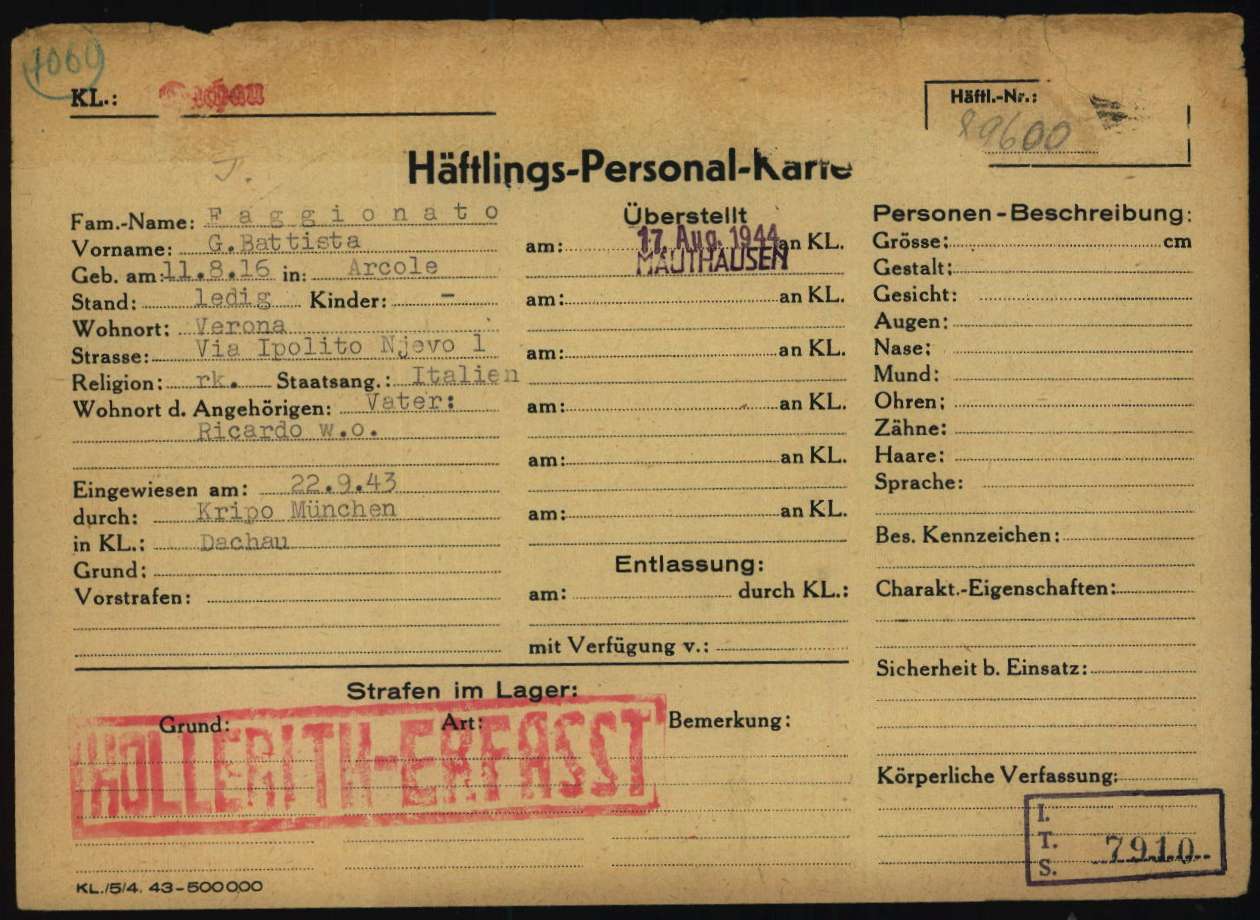 1069
KL.: Dachau
Häftl.-Nr.:
89600
J.
Häftlings-Personal-Karte
Fam.-Name: Faggionato
Vorname: G.Battista
Geb. am: 11.8.16 in: Arcole
Stand: ledig Kinder: -
Wohnort: Verona
Strasse: Via Ipolito Njevo 1
Religion: rk. Staatsang.: Italien
Wohnort d. Angehörigen: Vater:
Ricardo w.o.
Eingewiesen am: 22.9.43
durch: Kripo München
in KL.: Dachau
Grund:
Vorstrafen:
Überstellt
am: 17. Aug. 1944 an KL.
MAUTHAUSEN
am: an KL.
am: an KL.
am: an KL.
am: an KL.
am: an KL.
Entlassung:
am: durch KL.:
mit Verfügung v.:
Personen-Beschreibung:
Grösse: cm
Gestalt:
Gesicht:
Augen:
Nase:
Mund:
Ohren:
Zähne:
Haare:
Sprache:
Bes. Kennzeichen:
Charakt.-Eigenschaften:
Sicherheit b. Einsatz:
Körperliche Verfassung:
Strafen im Lager:
Grund: Art: Bemerkung:
HOLLERITH-ERFASST
I.
T. 7910
S.
KL./5/4. 43-500000